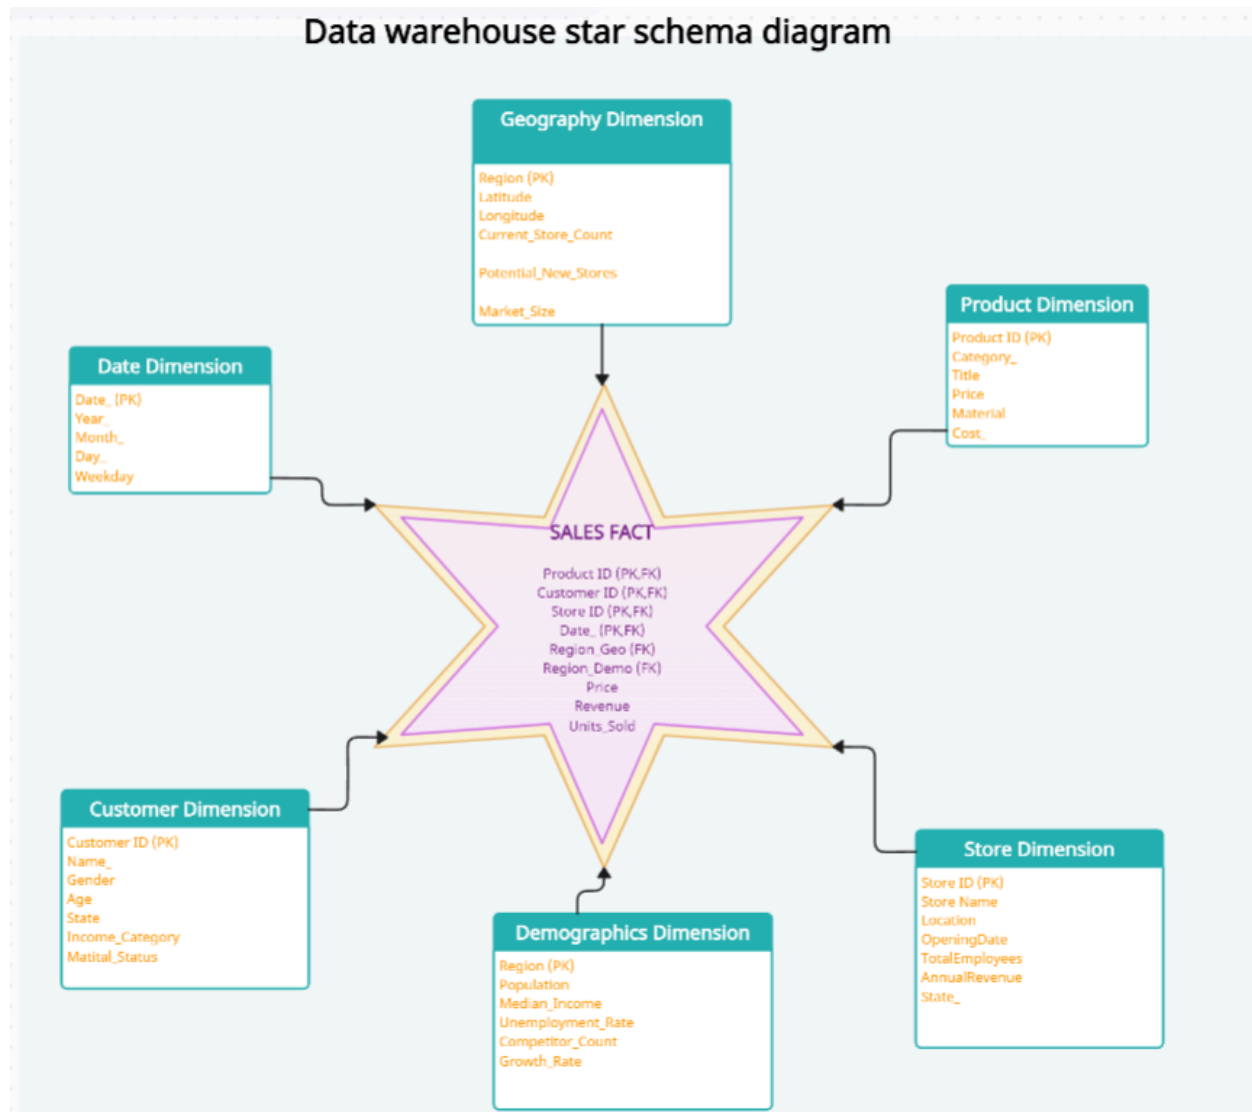 Data warehouse star schema diagram
Geography Dimension
Region (PK)
Latitude
Longitude
Current_Store_Count
Potential_New_Stores
Market_Size
Product Dimension
Product ID (PK)
Category_
Title
Price
Material
Cost_
Date Dimension
Date_ (PK)
Year_
Month_
Day_
Weekday
SALES FACT
Product ID (PK,FK)
Customer ID (PK,FK)
Store ID (PK,FK)
Date_ (PK,FK)
Region_Geo (FK)
Region_Demo (FK)
Price
Revenue
Units_Sold
Customer Dimension
Customer ID (PK)
Name_
Gender
Age
State
Income_Category
Matital_Status
Store Dimension
Store ID (PK)
Store Name
Location
OpeningDate
TotalEmployees
AnnualRevenue
State_
Demographics Dimension
Region (PK)
Population
Median_Income
Unemployment_Rate
Competitor_Count
Growth_Rate